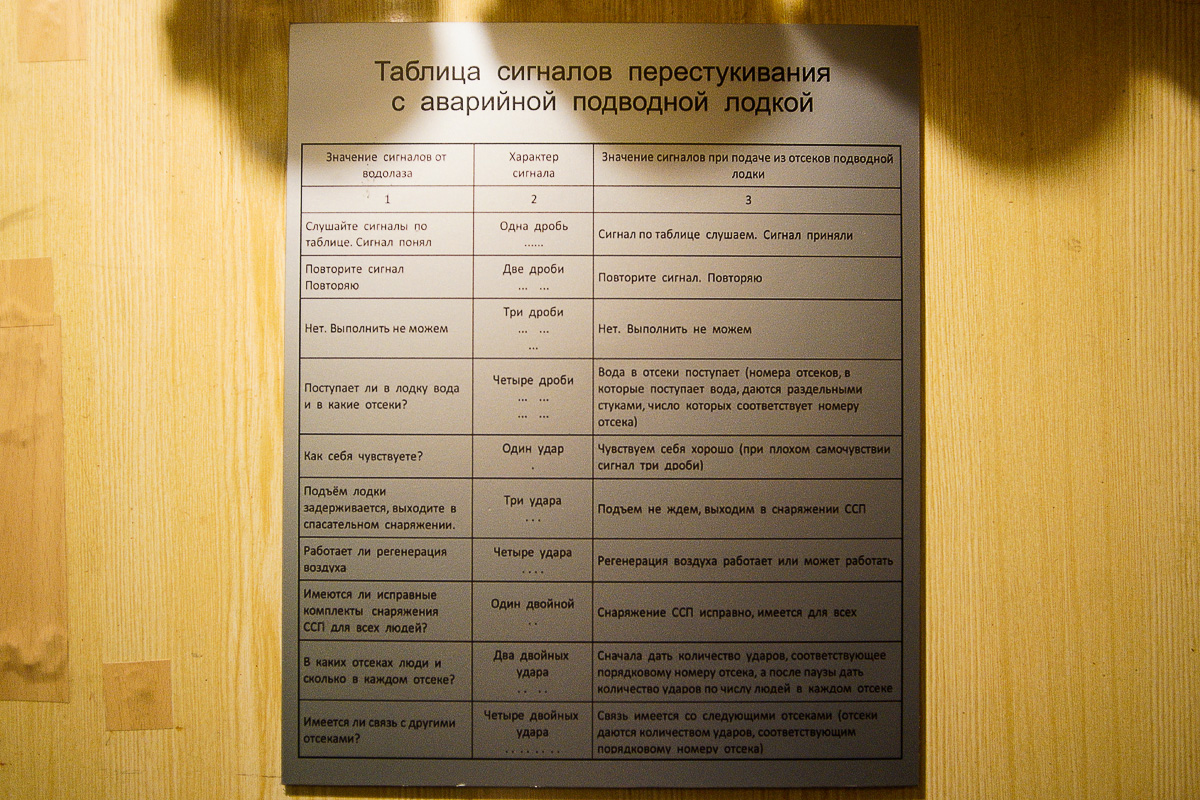 Таблица сигналов перестукивания
с аварийной подводной лодкой
Значение сигналов от
водолаза
Характер
сигнала
Значение сигналов при подаче из отсеков подводной
лодки
1
2
3
Слушайте сигналы по
таблице. Сигнал понял
Одна дробь
......
Сигнал по таблице слушаем. Сигнал приняли
Повторите сигнал
Повторяю
Две дроби
... ...
Повторите сигнал. Повторяю
Нет. Выполнить не можем
Три дроби
... ...
...
Нет. Выполнить не можем
Поступает ли в лодку вода
и в какие отсеки?
Четыре дроби
... ...
... ...
Вода в отсеки поступает (номера отсеков, в
которые поступает вода, даются раздельными
стуками, число которых соответствует номеру
отсека)
Как себя чувствуете?
Один удар
.
Чувствуем себя хорошо (при плохом самочувствии
сигнал три дроби)
Подъём лодки
задерживается, выходите в
спасательном снаряжении.
Три удара
. . .
Подъем не ждем, выходим в снаряжении ССП
Работает ли регенерация
воздуха
Четыре удара
. . . .
Регенерация воздуха работает или может работать
Имеются ли исправные
комплекты снаряжения
ССП для всех людей?
Один двойной
. .
Снаряжение ССП исправно, имеется для всех
В каких отсеках люди и
сколько в каждом отсеке?
Два двойных
удара
. . . .
Сначала дать количество ударов, соответствующее
порядковому номеру отсека, а после паузы дать
количество ударов по числу людей в каждом отсеке
Имеется ли связь с другими
отсеками?
Четыре двойных
удара
.. .. .. .. ..
Связь имеется со следующими отсеками (отсеки
даются количеством ударов, соответствующим
порядковому номеру отсека)